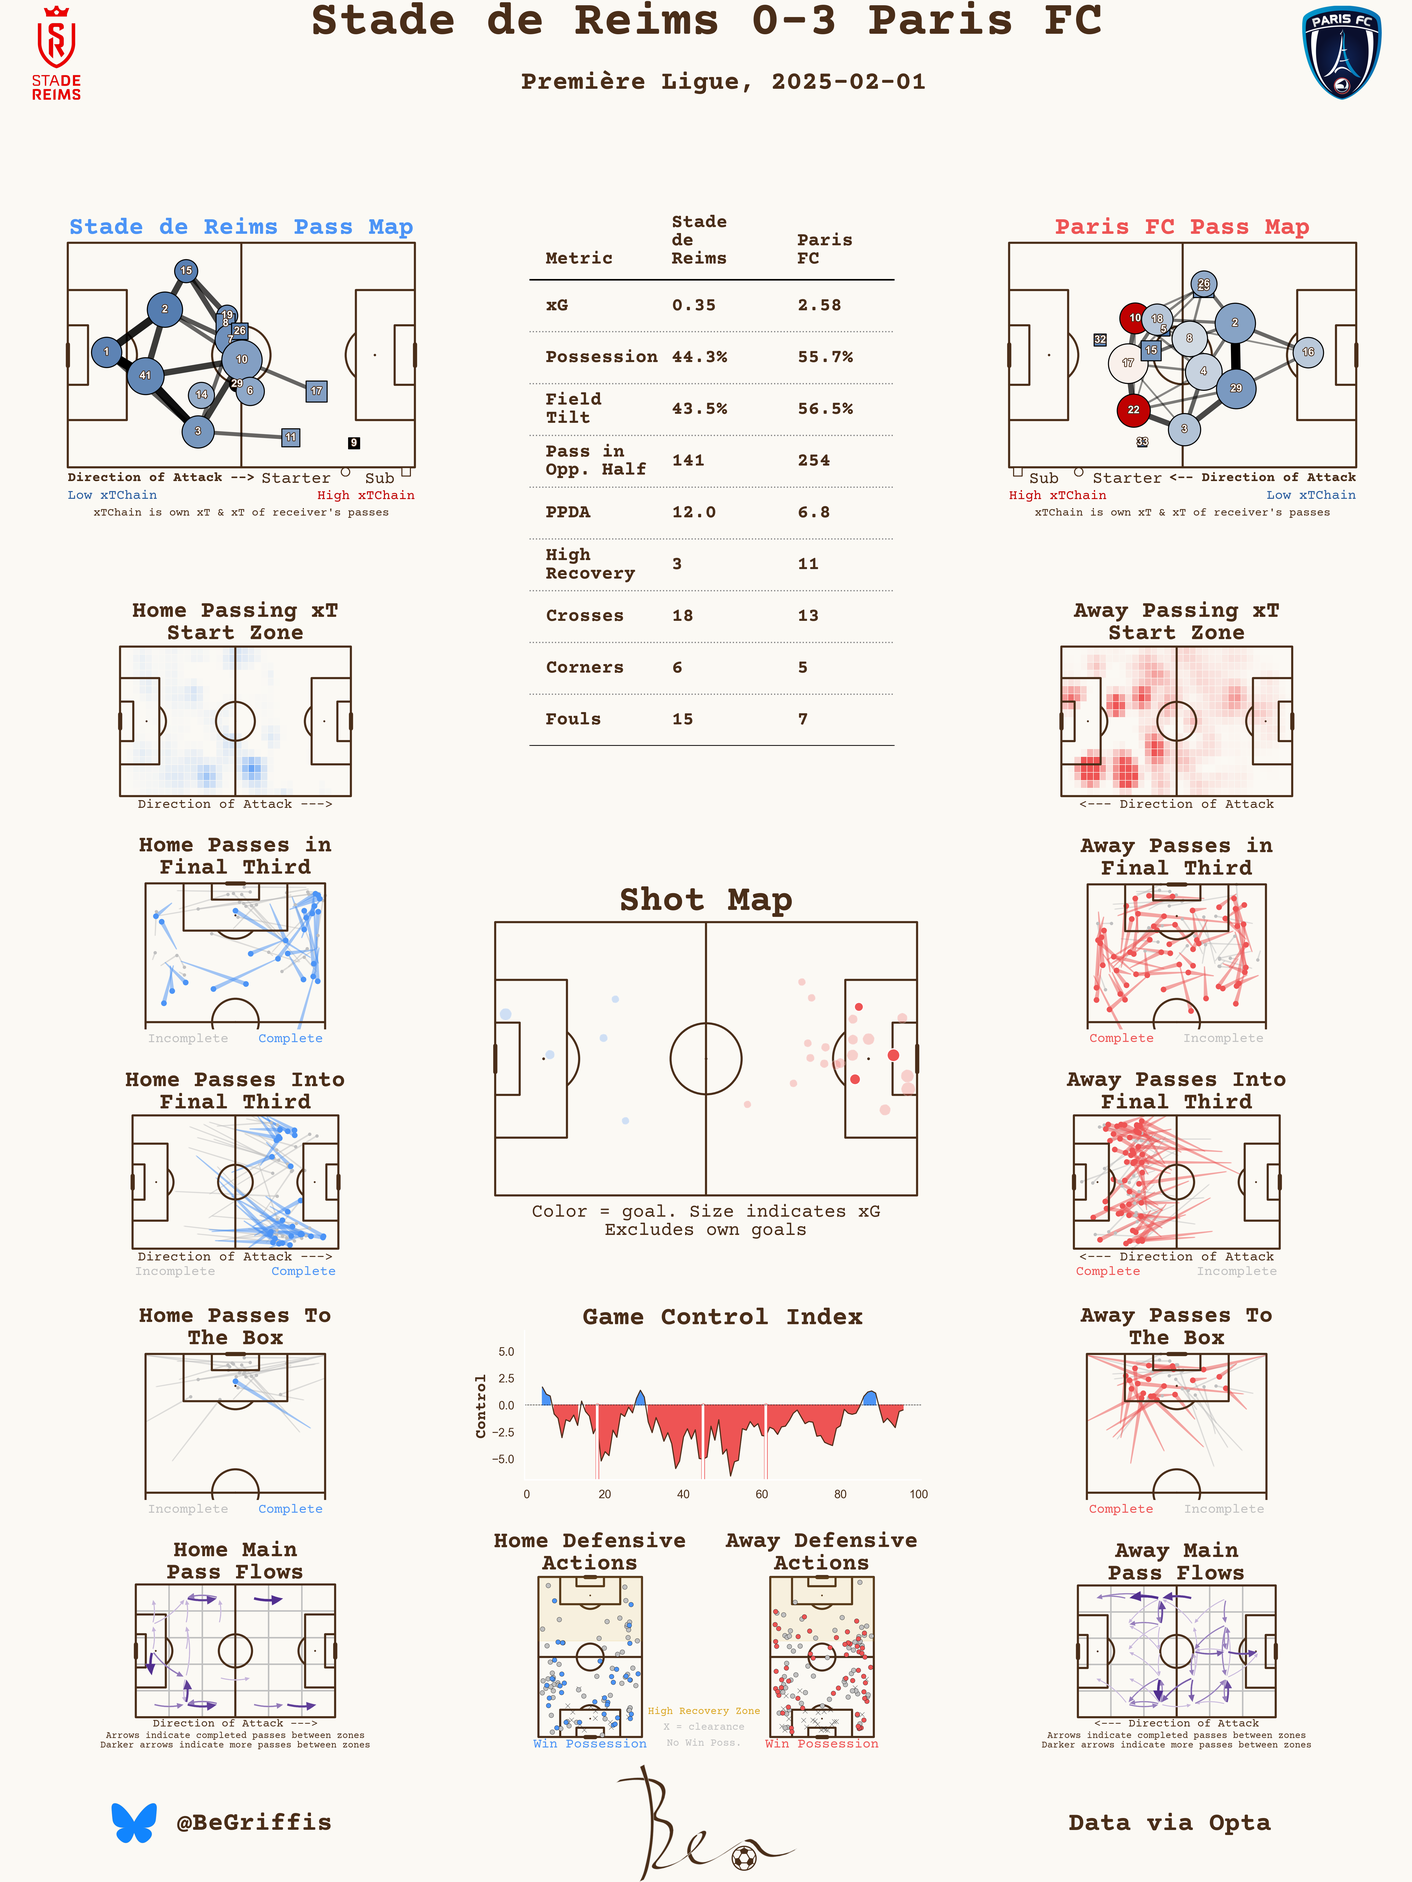 Stade de Reims 0-3 Paris FC
Première Ligue, 2025-02-01
STADE
REIMS
PARIS FC
Stade de Reims Pass Map
15
2
19
8
26
7
1
10
41
29
6
14
17
3
11
9
Direction of Attack --> Starter Sub
Low xTChain High xTChain
xTChain is own xT & xT of receiver's passes
Metric Stade de Reims Paris FC
xG 0.35 2.58
Possession 44.3% 55.7%
Field Tilt 43.5% 56.5%
Pass in Opp. Half 141 254
PPDA 12.0 6.8
High Recovery 3 11
Crosses 18 13
Corners 6 5
Fouls 15 7
Paris FC Pass Map
26
10
18
5
2
32
15
8
16
17
4
29
22
3
33
Sub Starter <-- Direction of Attack
High xTChain Low xTChain
xTChain is own xT & xT of receiver's passes
Home Passing xT
Start Zone
Direction of Attack --->
Away Passing xT
Start Zone
<--- Direction of Attack
Home Passes in
Final Third
Incomplete Complete
Away Passes in
Final Third
Complete Incomplete
Shot Map
Color = goal. Size indicates xG
Excludes own goals
Home Passes Into
Final Third
Direction of Attack --->
Incomplete Complete
Away Passes Into
Final Third
<--- Direction of Attack
Complete Incomplete
Home Passes To
The Box
Incomplete Complete
Game Control Index
Control
5.0
2.5
0.0
−2.5
−5.0
0 20 40 60 80 100
Away Passes To
The Box
Complete Incomplete
Home Main
Pass Flows
Direction of Attack --->
Arrows indicate completed passes between zones
Darker arrows indicate more passes between zones
Home Defensive
Actions
Win Possession
High Recovery Zone
X = clearance
No Win Poss.
Away Defensive
Actions
Win Possession
Away Main
Pass Flows
<--- Direction of Attack
Arrows indicate completed passes between zones
Darker arrows indicate more passes between zones
@BeGriffis
Ben
Data via Opta